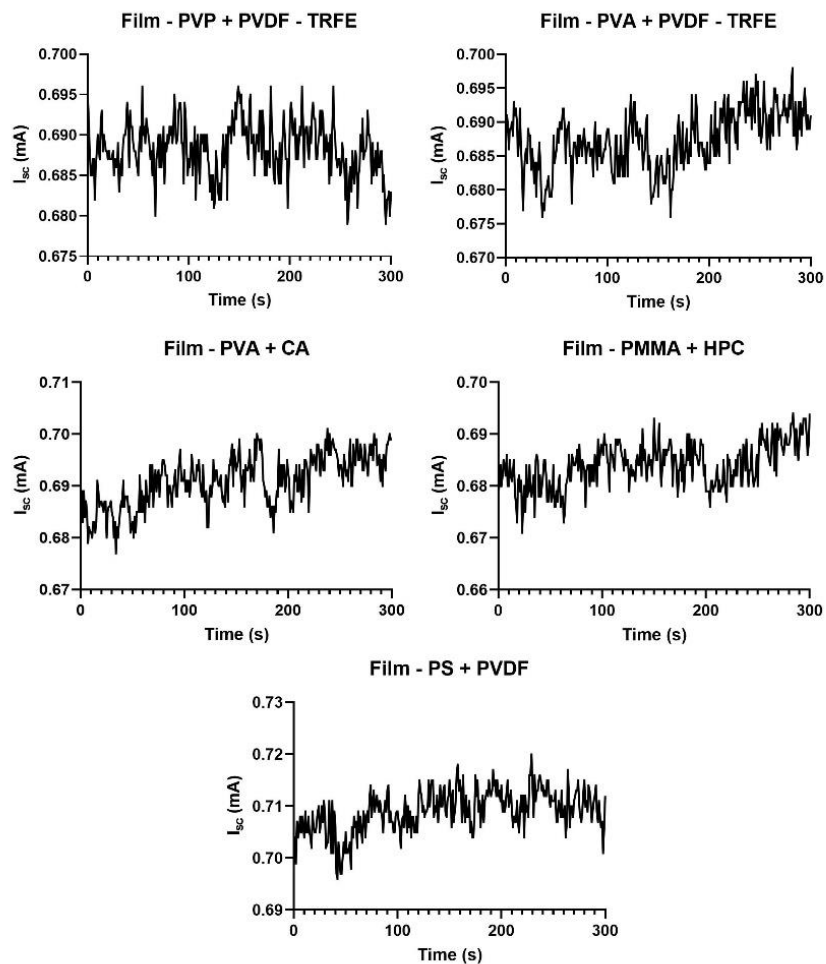 Film - PVP + PVDF - TRFE
0.700
0.695
0.690
0.685
0.680
0.675
Isc (mA)
0 100 200 300
Time (s)
Film - PVA + PVDF - TRFE
0.700
0.695
0.690
0.685
0.680
0.675
0.670
Isc (mA)
0 100 200 300
Time (s)
Film - PVA + CA
0.71
0.70
0.69
0.68
0.67
Isc (mA)
0 100 200 300
Time (s)
Film - PMMA + HPC
0.70
0.69
0.68
0.67
0.66
Isc (mA)
0 100 200 300
Time (s)
Film - PS + PVDF
0.73
0.72
0.71
0.70
0.69
Isc (mA)
0 100 200 300
Time (s)